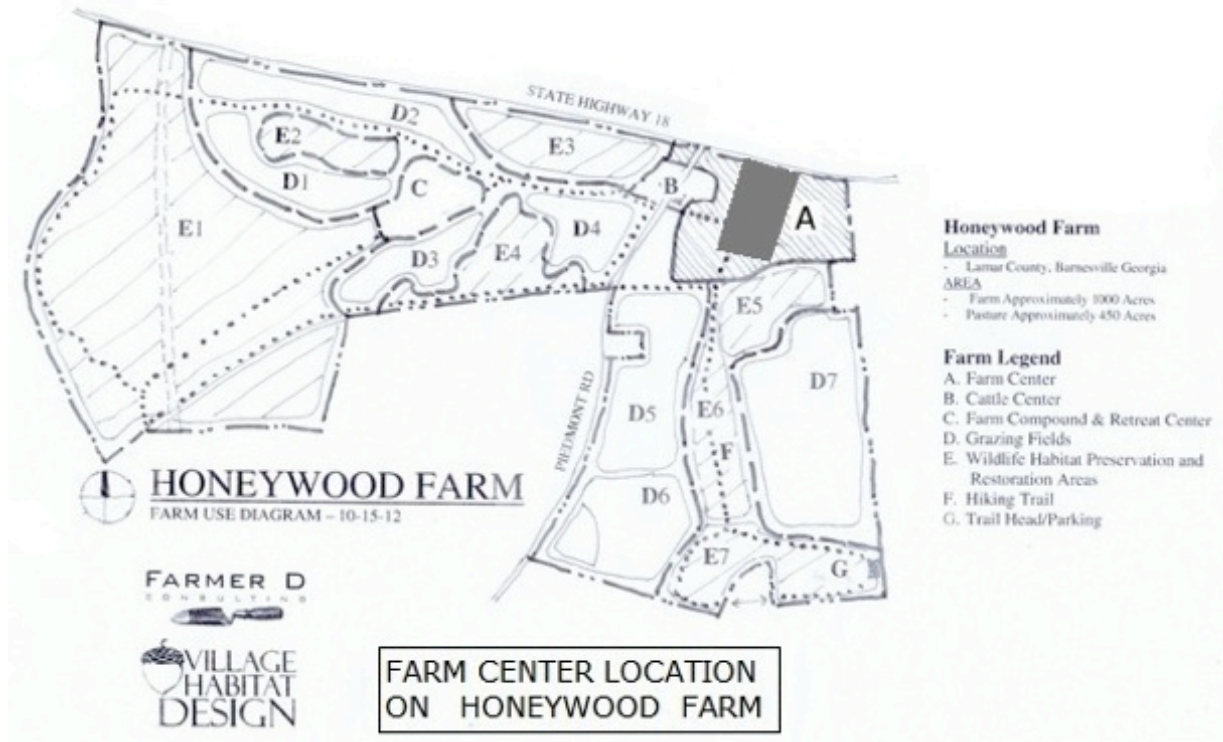 STATE HIGHWAY 18
D2
E2
E3
D1
C
B
A
E1
D4
D3
E4
E5
D7
D5
E6
PIEDMONT RD
F
D6
E7
G
Honeywood Farm
Location
- Lamar County, Barnesville Georgia
AREA
- Farm Approximately 1000 Acres
- Pasture Approximately 450 Acres
Farm Legend
A. Farm Center
B. Cattle Center
C. Farm Compound & Retreat Center
D. Grazing Fields
E. Wildlife Habitat Preservation and
Restoration Areas
F. Hiking Trail
G. Trail Head/Parking
HONEYWOOD FARM
FARM USE DIAGRAM – 10-15-12
FARMER D
CONSULTING
VILLAGE
HABITAT
DESIGN
FARM CENTER LOCATION
ON HONEYWOOD FARM